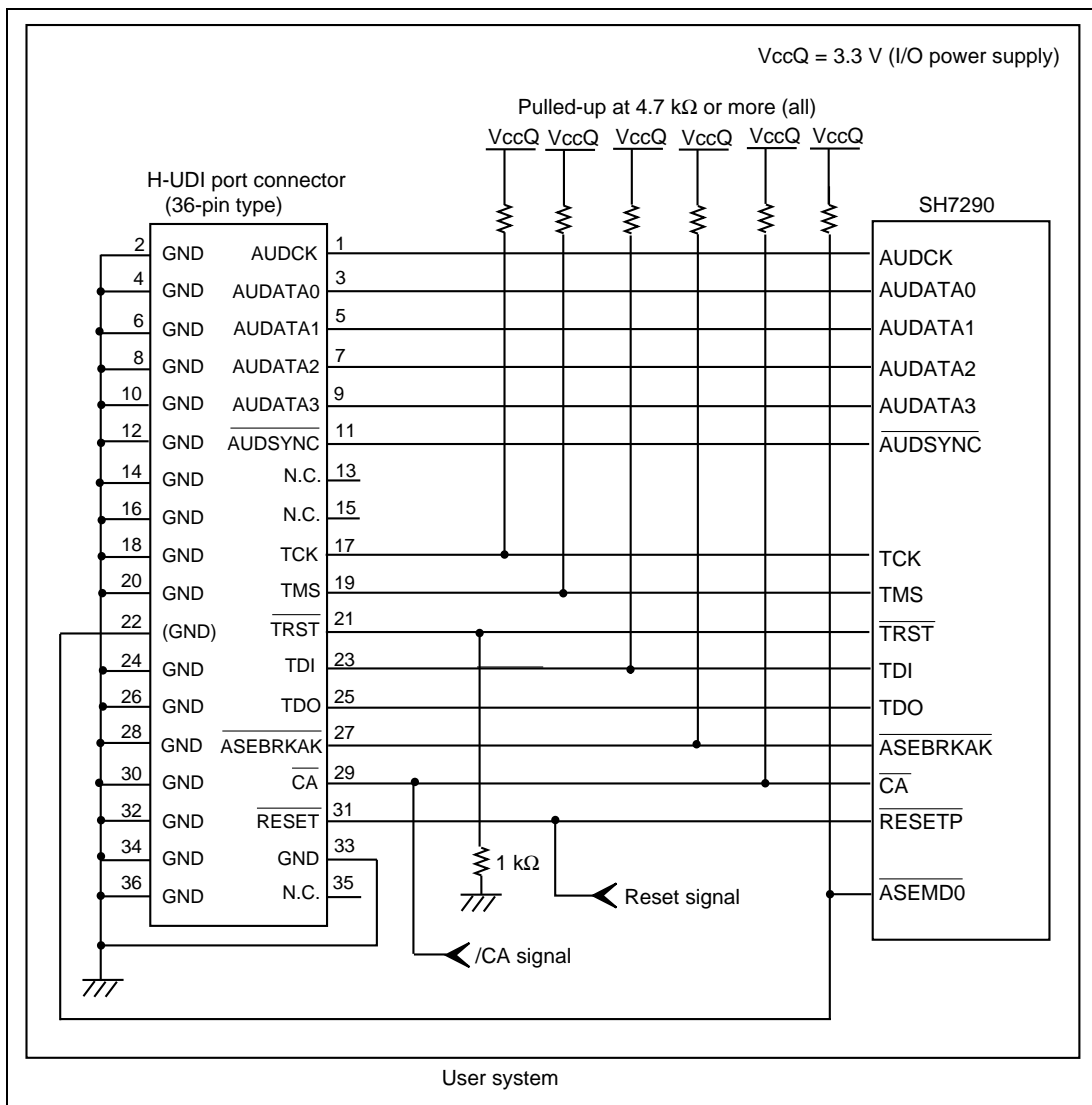 VccQ = 3.3 V (I/O power supply)
Pulled-up at 4.7 kΩ or more (all)
VccQ VccQ VccQ VccQ VccQ VccQ
H-UDI port connector
(36-pin type)
SH7290
2 GND AUDCK 1 AUDCK
4 GND AUDATA0 3 AUDATA0
6 GND AUDATA1 5 AUDATA1
8 GND AUDATA2 7 AUDATA2
10 GND AUDATA3 9 AUDATA3
12 GND AUDSYNC 11 AUDSYNC
14 GND N.C. 13
16 GND N.C. 15
18 GND TCK 17 TCK
20 GND TMS 19 TMS
22 (GND) TRST 21 TRST
24 GND TDI 23 TDI
26 GND TDO 25 TDO
28 GND ASEBRKAK 27 ASEBRKAK
30 GND CA 29 CA
32 GND RESET 31 RESETP
34 GND GND 33
1 kΩ
36 GND N.C. 35
Reset signal
ASEMD0
/CA signal
User system